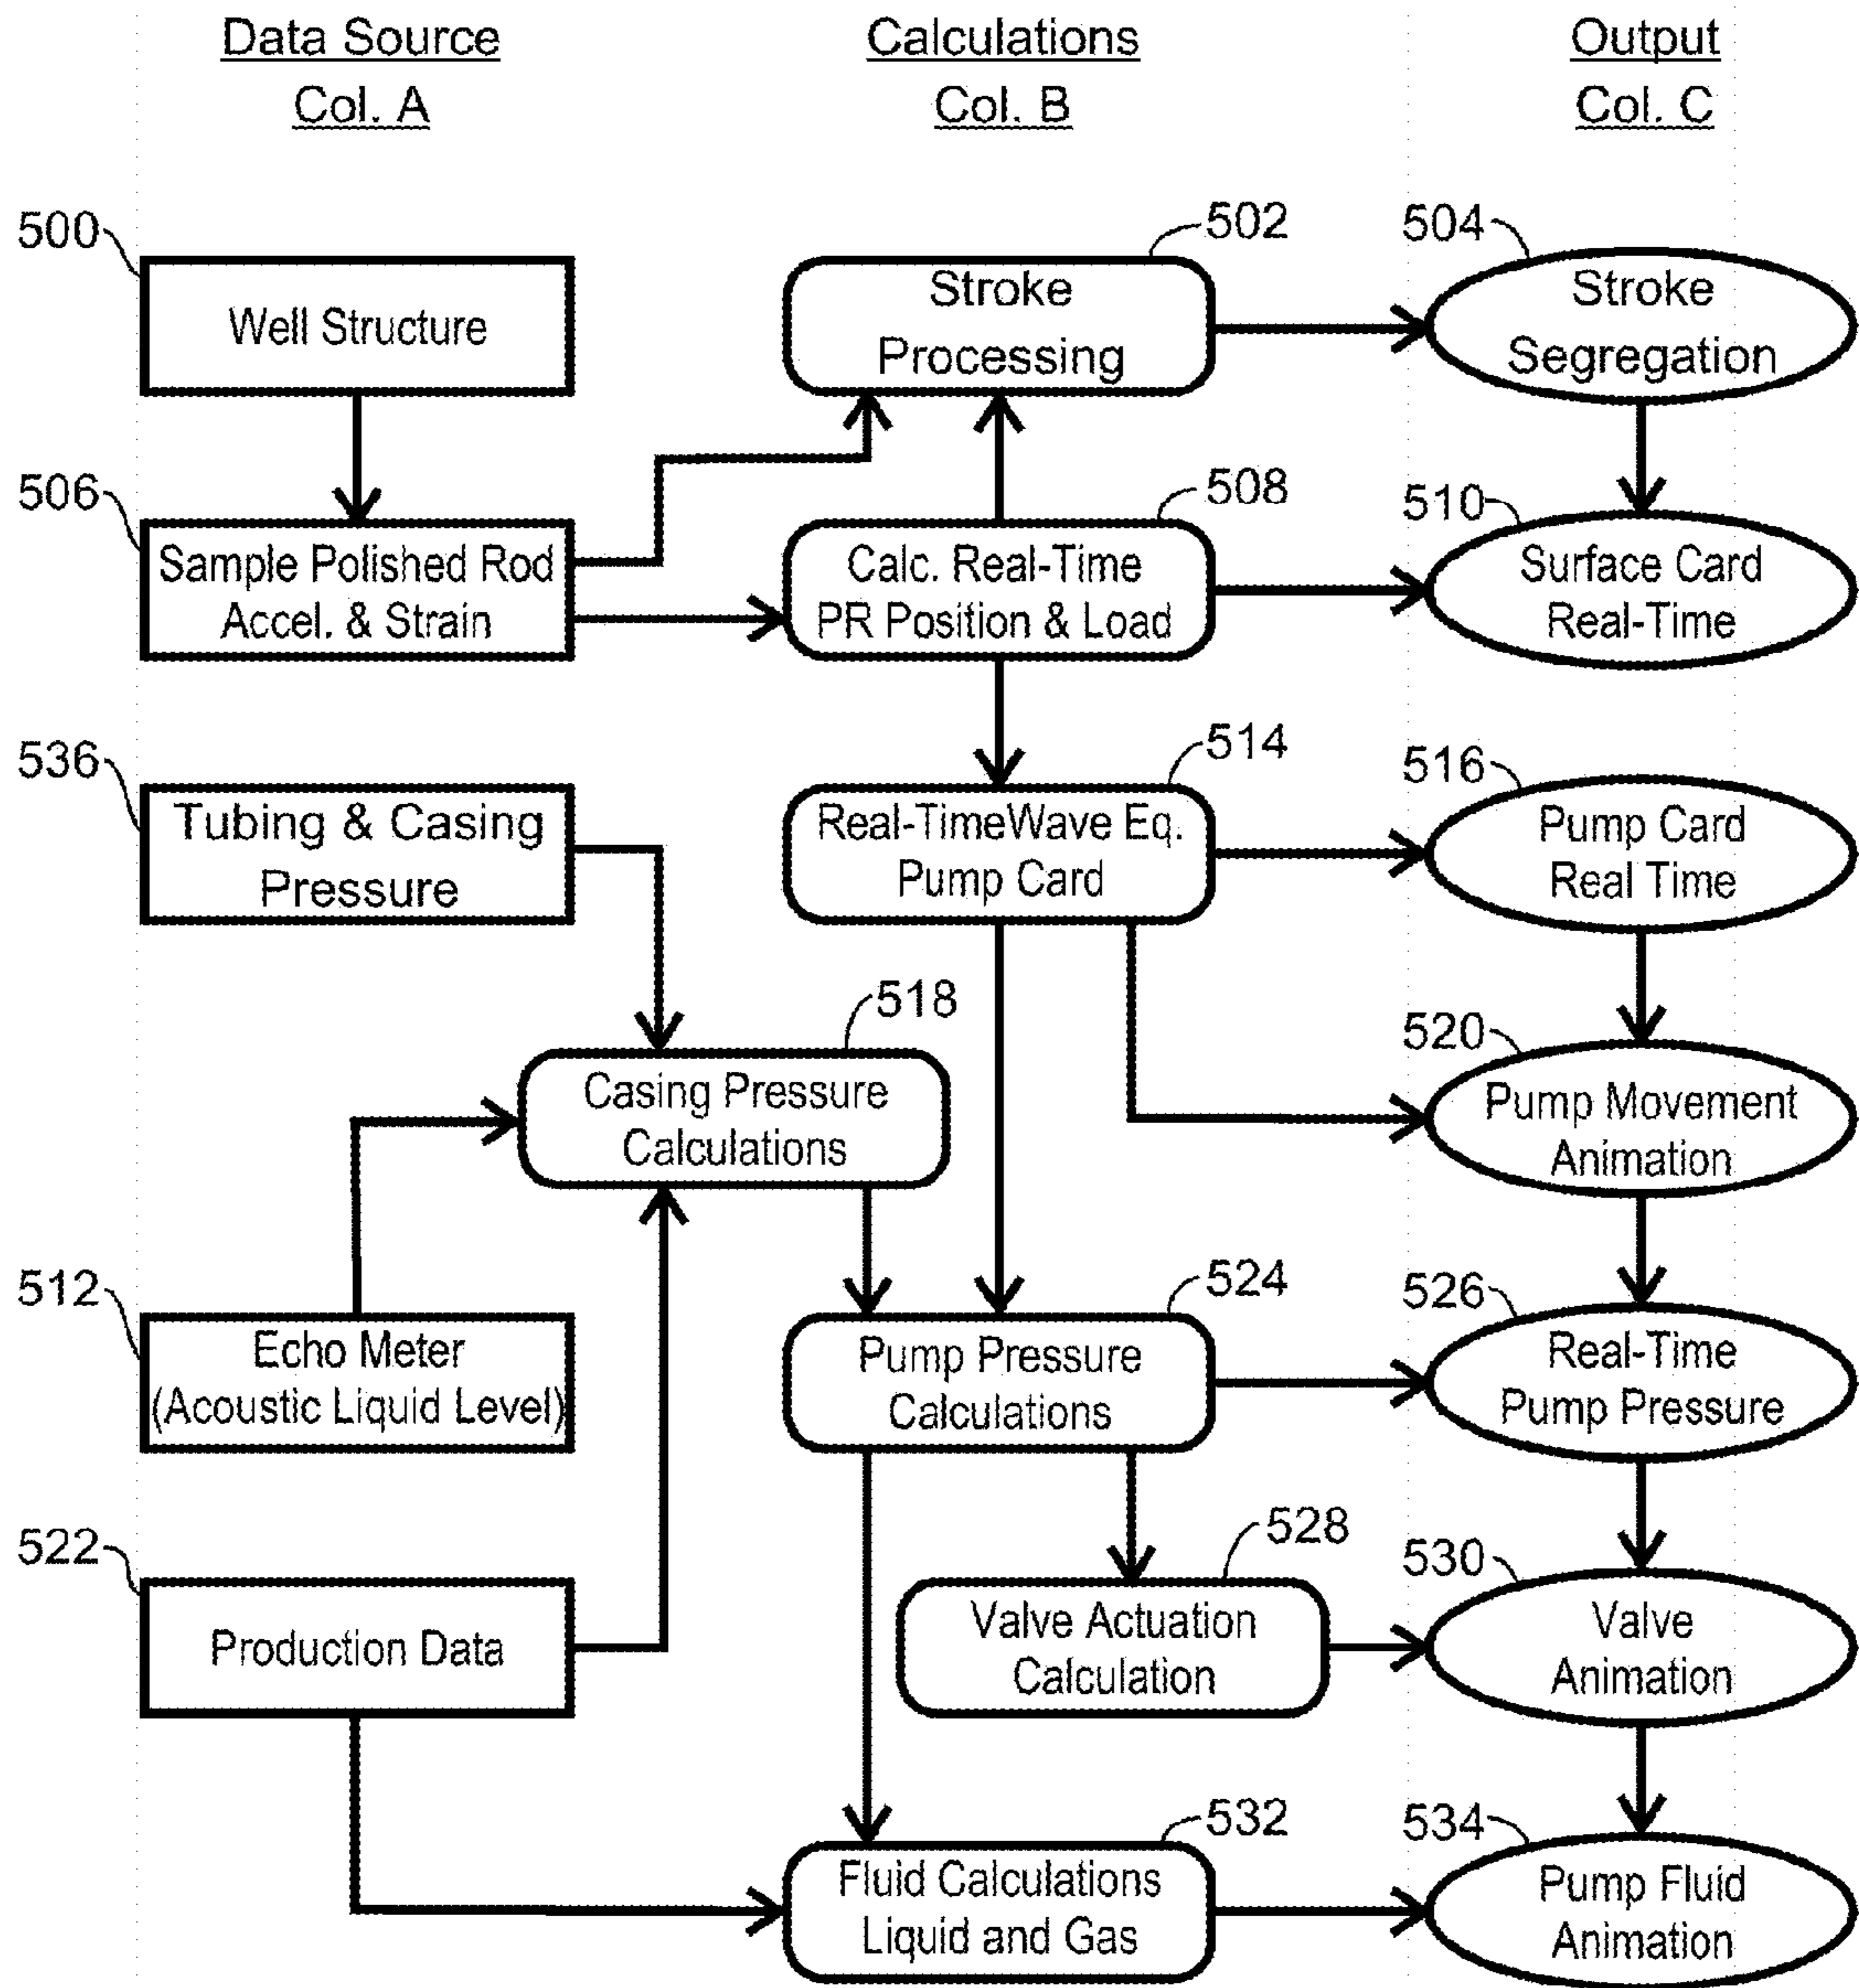 Data Source
Calculations
Output
Col. A
Col. B
Col. C
500
502
504
Well Structure
Stroke
Processing
Stroke
Segregation
506
508
510
Sample Polished Rod
Accel. & Strain
Calc. Real-Time
PR Position & Load
Surface Card
Real-Time
536
514
516
Tubing & Casing
Pressure
Real-TimeWave Eq.
Pump Card
Pump Card
Real Time
518
520
Casing Pressure
Calculations
Pump Movement
Animation
512
524
526
Echo Meter
(Acoustic Liquid Level)
Pump Pressure
Calculations
Real-Time
Pump Pressure
522
528
530
Production Data
Valve Actuation
Calculation
Valve
Animation
532
534
Fluid Calculations
Liquid and Gas
Pump Fluid
Animation